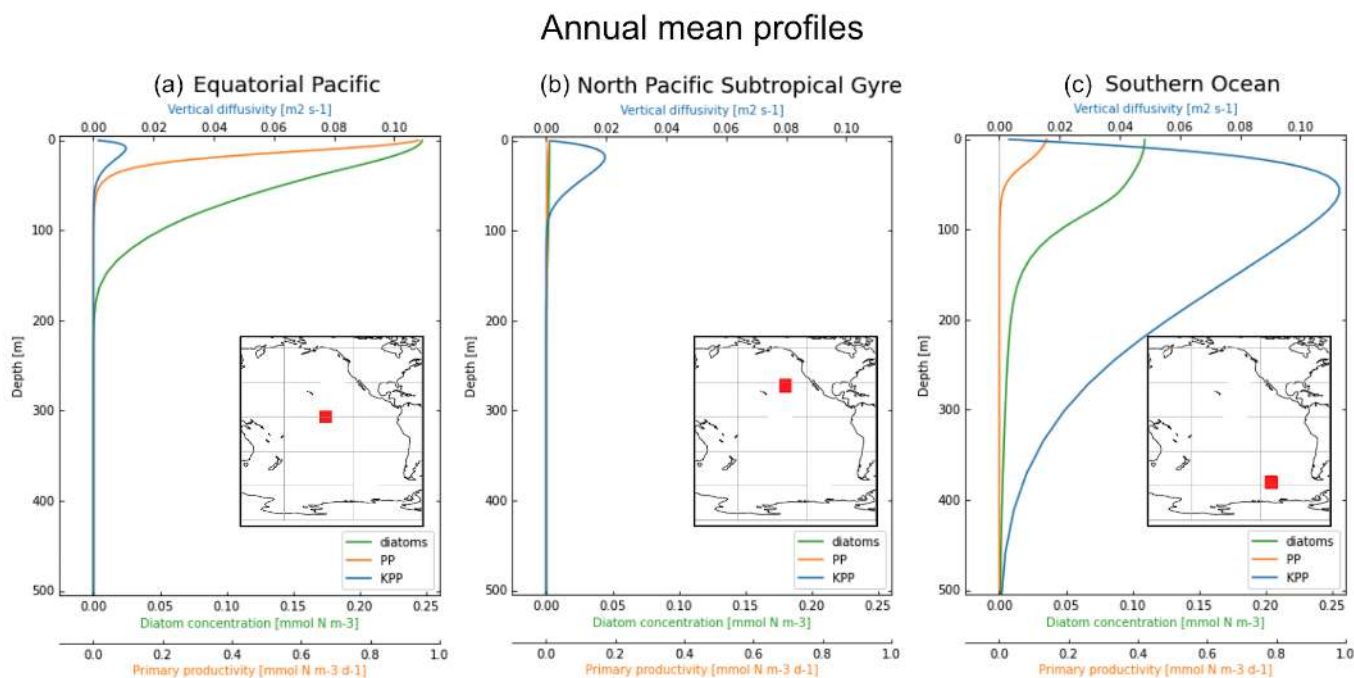 Annual mean profiles
(a) Equatorial Pacific
Vertical diffusivity [m2 s-1]
0.00 0.02 0.04 0.06 0.08 0.10
0
100
200
300
400
500
Depth [m]
diatoms
PP
KPP
0.00 0.05 0.10 0.15 0.20 0.25
Diatom concentration [mmol N m-3]
0.0 0.2 0.4 0.6 0.8 1.0
Primary productivity [mmol N m-3 d-1]
(b) North Pacific Subtropical Gyre
Vertical diffusivity [m2 s-1]
0.00 0.02 0.04 0.06 0.08 0.10
0
100
200
300
400
500
Depth [m]
diatoms
PP
KPP
0.00 0.05 0.10 0.15 0.20 0.25
Diatom concentration [mmol N m-3]
0.0 0.2 0.4 0.6 0.8 1.0
Primary productivity [mmol N m-3 d-1]
(c) Southern Ocean
Vertical diffusivity [m2 s-1]
0.00 0.02 0.04 0.06 0.08 0.10
0
100
200
300
400
500
Depth [m]
diatoms
PP
KPP
0.00 0.05 0.10 0.15 0.20 0.25
Diatom concentration [mmol N m-3]
0.0 0.2 0.4 0.6 0.8 1.0
Primary productivity [mmol N m-3 d-1]